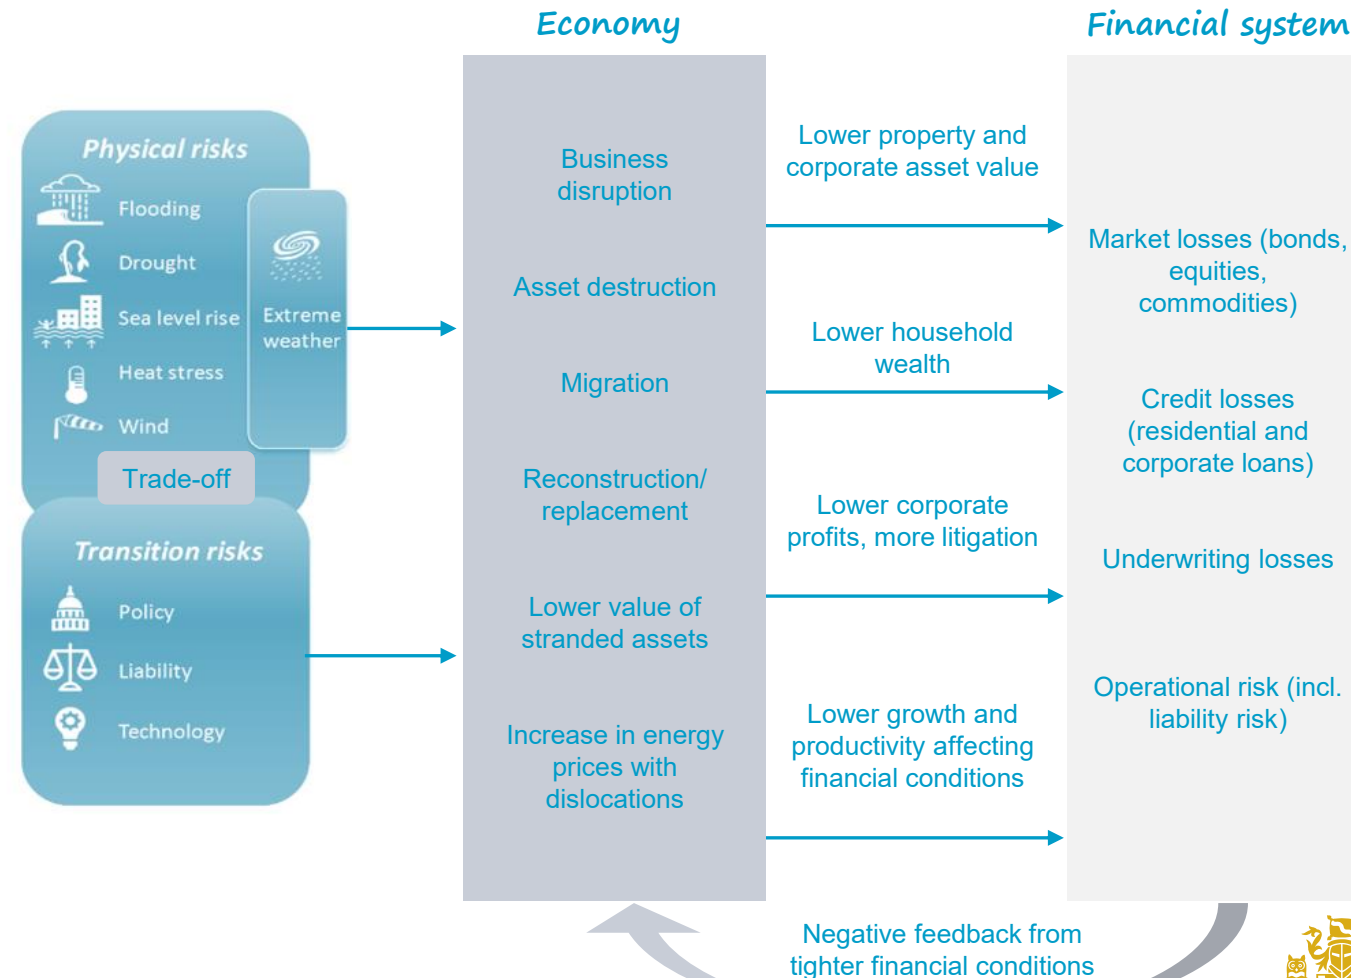 Economy
Financial system
Physical risks
Flooding
Drought
Sea level rise
Heat stress
Wind
Extreme
weather
Trade-off
Transition risks
Policy
Liability
Technology
Business
disruption
Asset destruction
Migration
Reconstruction/
replacement
Lower value of
stranded assets
Increase in energy
prices with
dislocations
Lower property and
corporate asset value
Lower household
wealth
Lower corporate
profits, more litigation
Lower growth and
productivity affecting
financial conditions
Market losses (bonds,
equities,
commodities)
Credit losses
(residential and
corporate loans)
Underwriting losses
Operational risk (incl.
liability risk)
Negative feedback from
tighter financial conditions